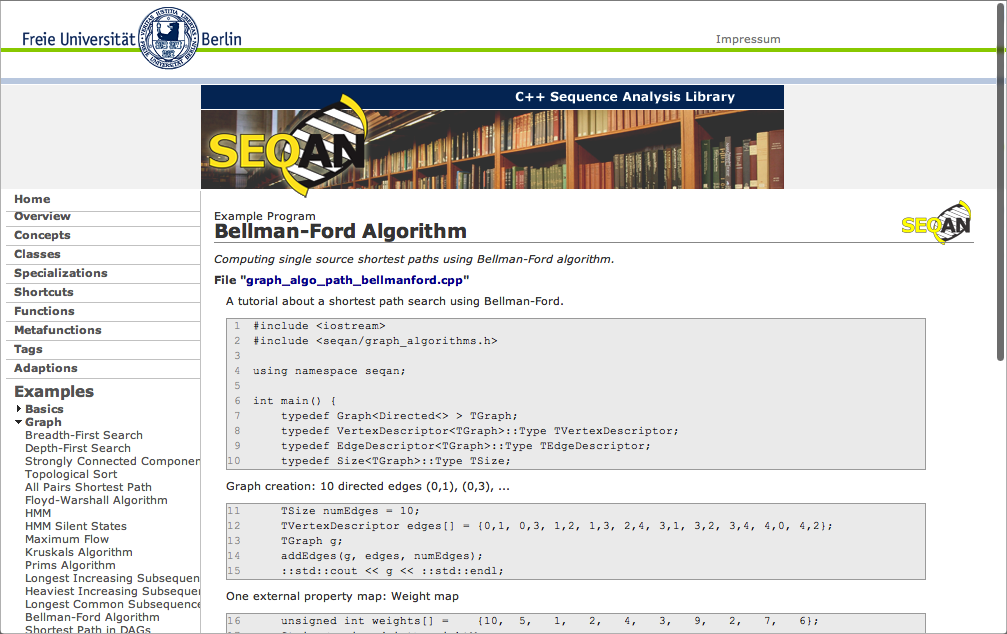 Freie Universität Berlin
Impressum
C++ Sequence Analysis Library
SEQAN
Home
Overview
Concepts
Classes
Specializations
Shortcuts
Functions
Metafunctions
Tags
Adaptions
Examples
Basics
Graph
Breadth-First Search
Depth-First Search
Strongly Connected Componen
Topological Sort
All Pairs Shortest Path
Floyd-Warshall Algorithm
HMM
HMM Silent States
Maximum Flow
Kruskals Algorithm
Prims Algorithm
Longest Increasing Subsequen
Heaviest Increasing Subsequen
Longest Common Subsequence
Bellman-Ford Algorithm
Shortest Path in DAGs
Example Program
Bellman-Ford Algorithm
SEQAN
Computing single source shortest paths using Bellman-Ford algorithm.
File "graph_algo_path_bellmanford.cpp"
A tutorial about a shortest path search using Bellman-Ford.
1 #include <iostream>
2 #include <seqan/graph_algorithms.h>
3
4 using namespace seqan;
5
6 int main() {
7 typedef Graph<Directed<> > TGraph;
8 typedef VertexDescriptor<TGraph>::Type TVertexDescriptor;
9 typedef EdgeDescriptor<TGraph>::Type TEdgeDescriptor;
10 typedef Size<TGraph>::Type TSize;
Graph creation: 10 directed edges (0,1), (0,3), ...
11 TSize numEdges = 10;
12 TVertexDescriptor edges[] = {0,1, 0,3, 1,2, 1,3, 2,4, 3,1, 3,2, 3,4, 4,0, 4,2};
13 TGraph g;
14 addEdges(g, edges, numEdges);
15 ::std::cout << g << ::std::endl;
One external property map: Weight map
16 unsigned int weights[] = {10, 5, 1, 2, 4, 3, 9, 2, 7, 6};